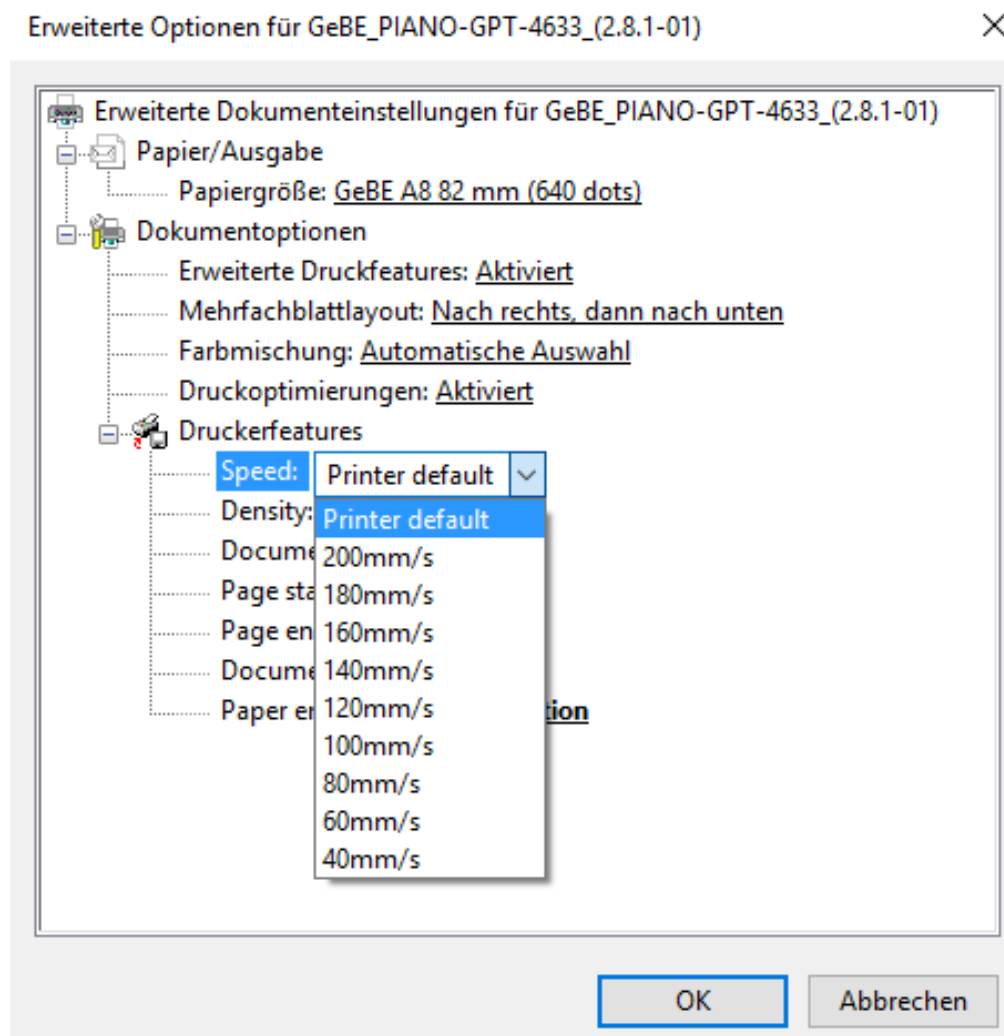 Erweiterte Optionen für GeBE_PIANO-GPT-4633_(2.8.1-01)
Erweiterte Dokumenteinstellungen für GeBE_PIANO-GPT-4633_(2.8.1-01)
Papier/Ausgabe
Papiergröße: GeBE A8 82 mm (640 dots)
Dokumentoptionen
Erweiterte Druckfeatures: Aktiviert
Mehrfachblattlayout: Nach rechts, dann nach unten
Farbmischung: Automatische Auswahl
Druckoptimierungen: Aktiviert
Druckerfeatures
Speed: Printer default
Density: Printer default
Docume 200mm/s
Page sta 180mm/s
Page en 160mm/s
Docume 140mm/s
Paper er 120mm/s tion
100mm/s
80mm/s
60mm/s
40mm/s
OK Abbrechen